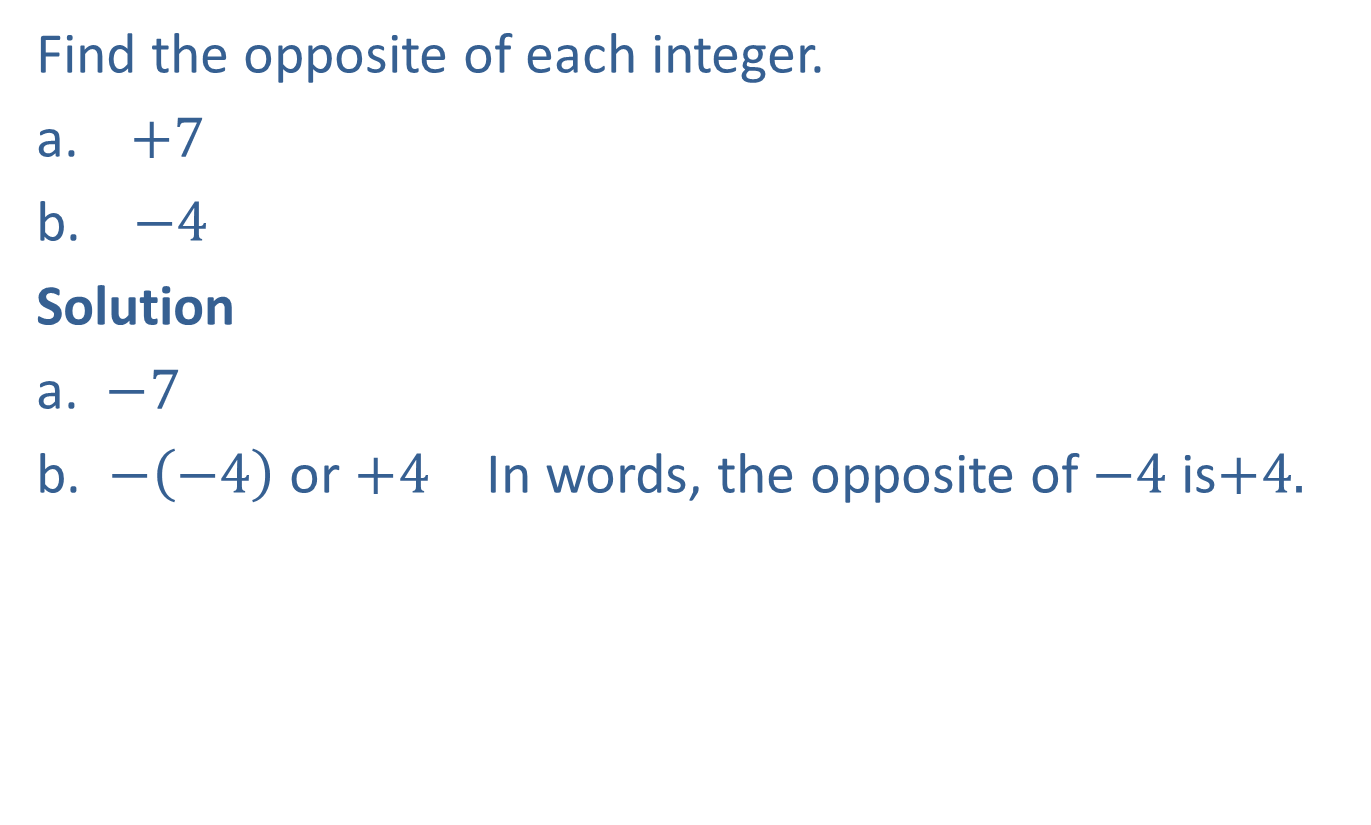 Find the opposite of each integer.
a. +7
b. −4
Solution
a. −7
b. −(−4) or +4 In words, the opposite of −4 is+4.